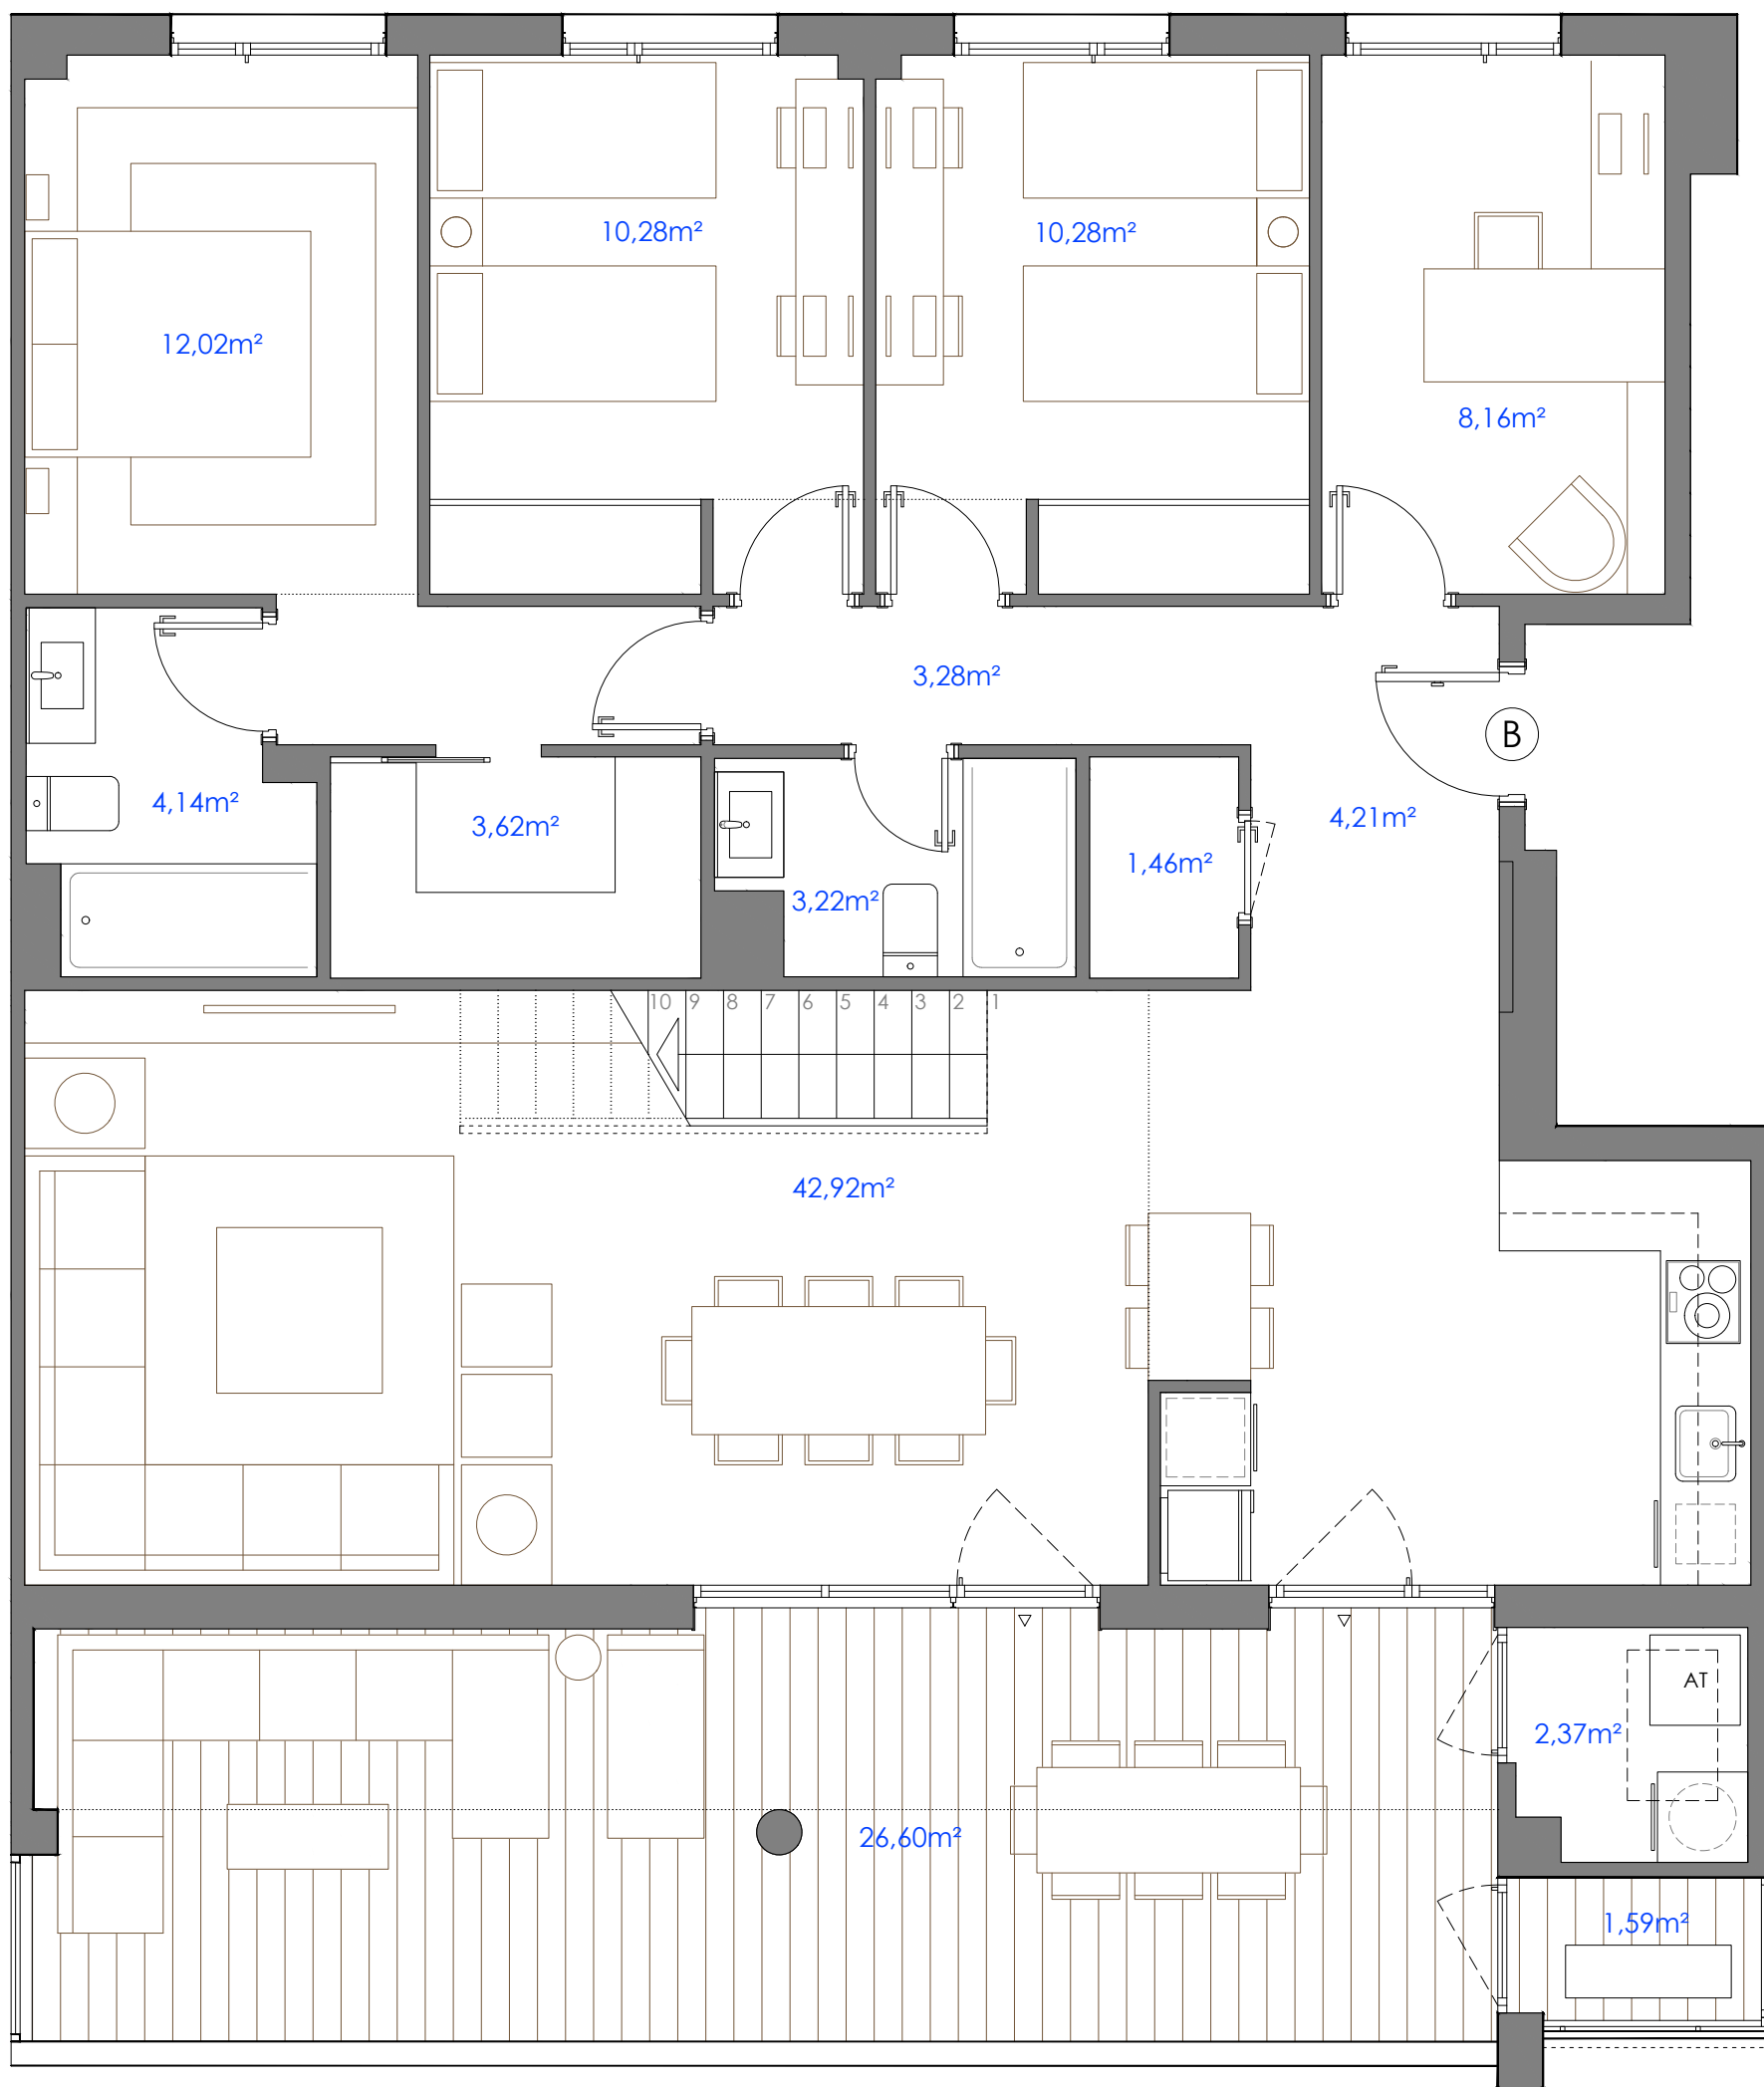 10,28m²
10,28m²
12,02m²
8,16m²
3,28m²
B
4,14m²
3,62m²
4,21m²
1,46m²
3,22m²
10 9 8 7 6 5 4 3 2 1
42,92m²
AT
2,37m²
26,60m²
1,59m²